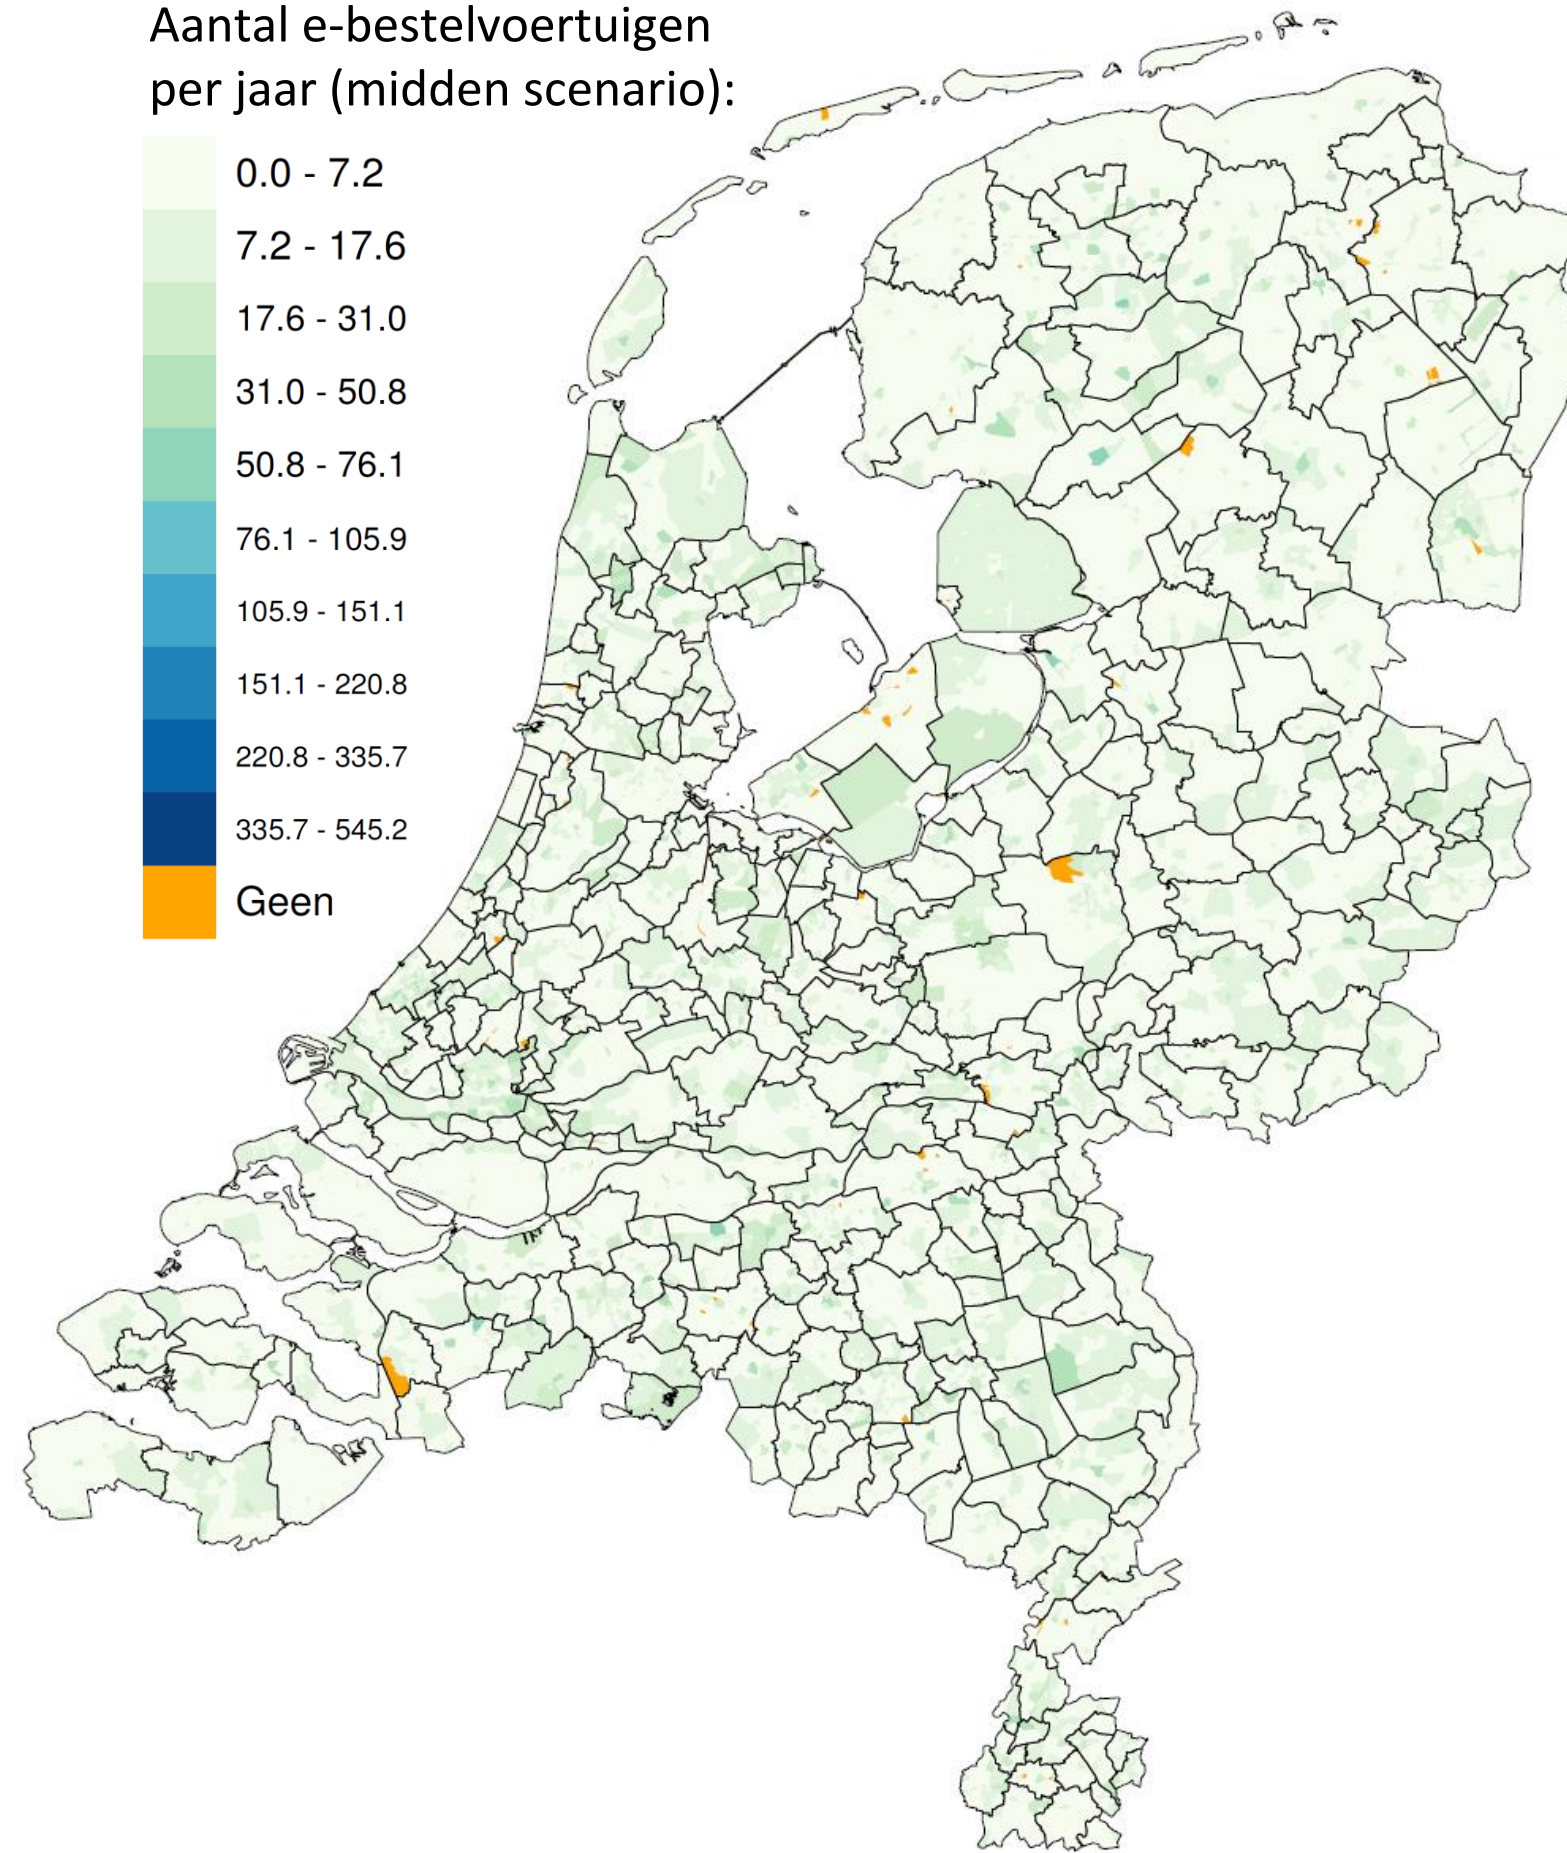 Aantal e-bestelvoertuigen
per jaar (midden scenario):
0.0 - 7.2
7.2 - 17.6
17.6 - 31.0
31.0 - 50.8
50.8 - 76.1
76.1 - 105.9
105.9 - 151.1
151.1 - 220.8
220.8 - 335.7
335.7 - 545.2
Geen